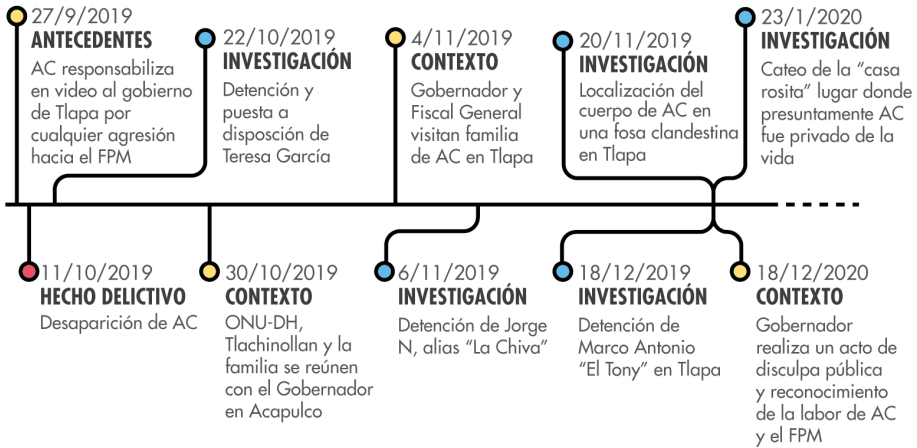 27/9/2019
ANTECEDENTES
AC responsabiliza
en video al gobierno
de Tlapa por
cualquier agresión
hacia el FPM
22/10/2019
INVESTIGACIÓN
Detención y
puesta a
disposción de
Teresa García
4/11/2019
CONTEXTO
Gobernador y
Fiscal General
visitan familia
de AC en Tlapa
20/11/2019
INVESTIGACIÓN
Localización del
cuerpo de AC en
una fosa clandestina
en Tlapa
23/1/2020
INVESTIGACIÓN
Cateo de la “casa
rosita” lugar donde
presuntamente AC
fue privado de la
vida
11/10/2019
HECHO DELICTIVO
Desaparición de AC
30/10/2019
CONTEXTO
ONU-DH,
Tlachinollan y la
familia se reúnen
con el Gobernador
en Acapulco
6/11/2019
INVESTIGACIÓN
Detención de Jorge
N, alias “La Chiva”
18/12/2019
INVESTIGACIÓN
Detención de
Marco Antonio
“El Tony” en Tlapa
18/12/2020
CONTEXTO
Gobernador
realiza un acto de
disculpa pública
y reconocimiento
de la labor de AC
y el FPM